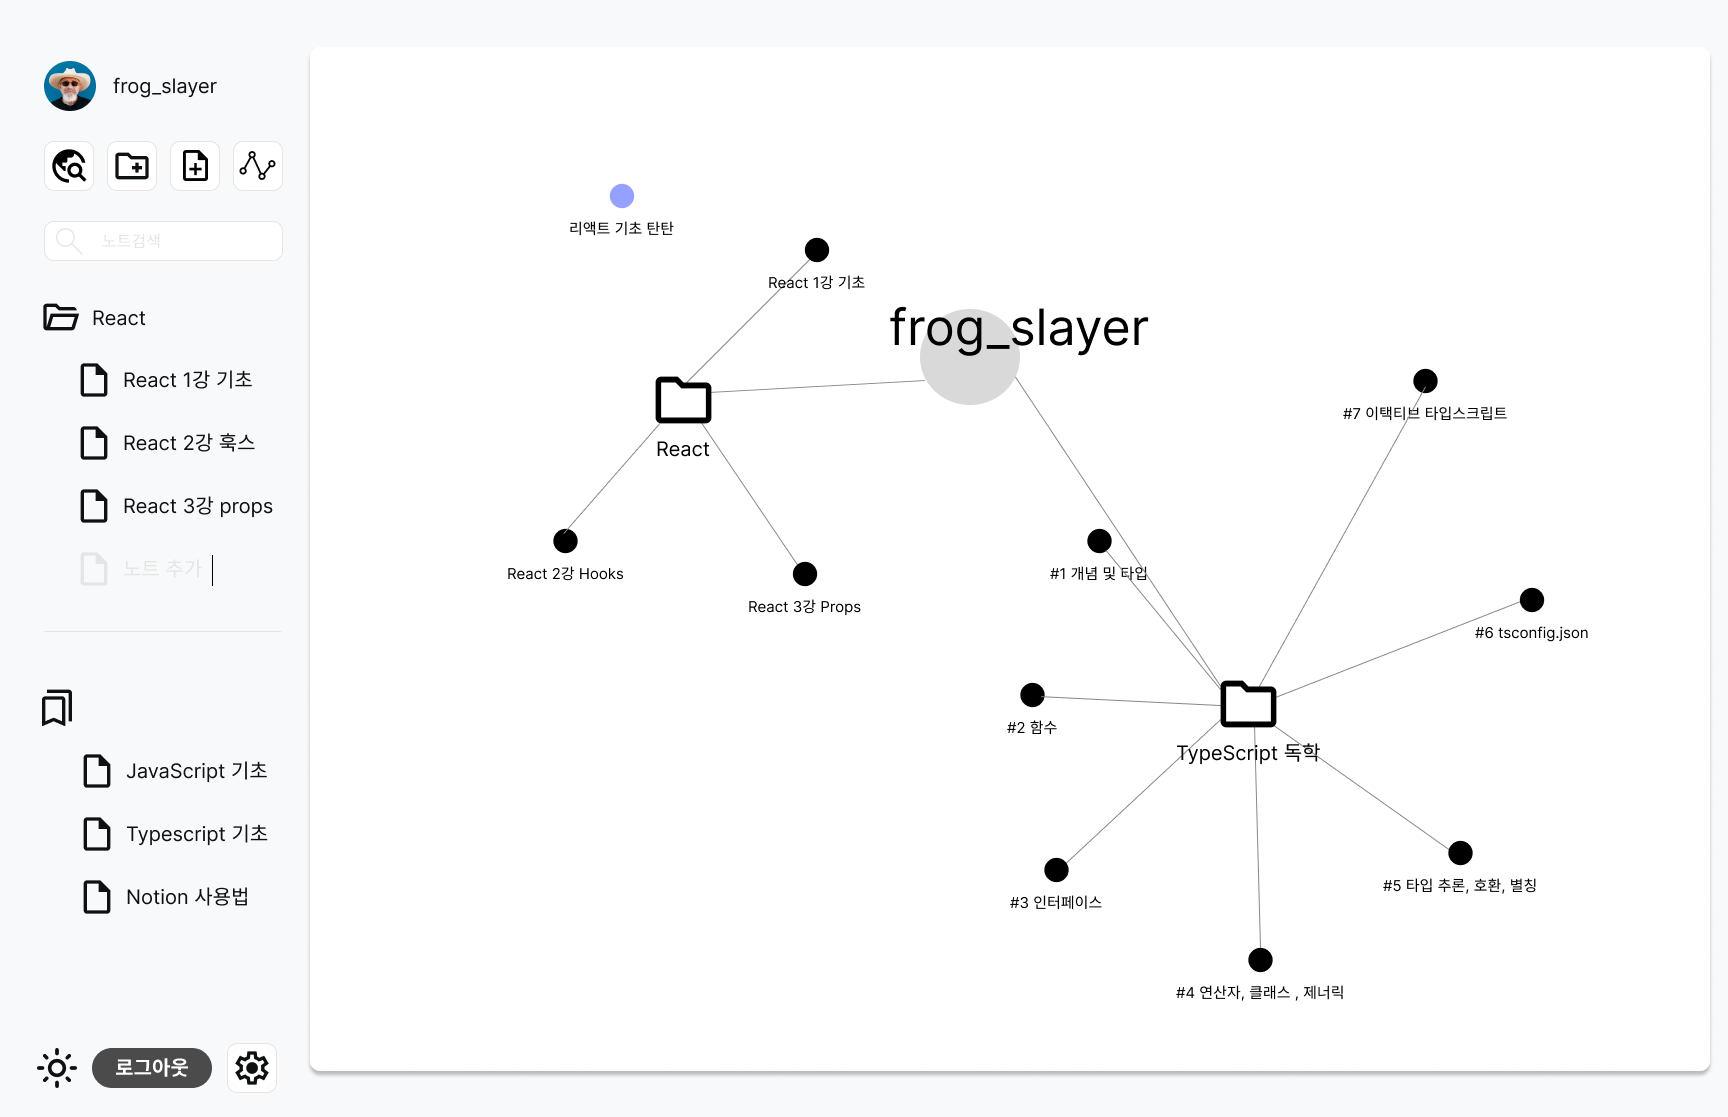 frog_slayer
노트검색
React
React 1강 기초
React 2강 훅스
React 3강 props
노트 추가
JavaScript 기초
Typescript 기초
Notion 사용법
로그아웃
리액트 기초 탄탄
React 1강 기초
frog_slayer
React
#7 이택티브 타입스크립트
React 2강 Hooks
#1 개념 및 타입
React 3강 Props
#6 tsconfig.json
#2 함수
TypeScript 독학
#5 타입 추론, 호환, 별칭
#3 인터페이스
#4 연산자, 클래스 , 제너릭